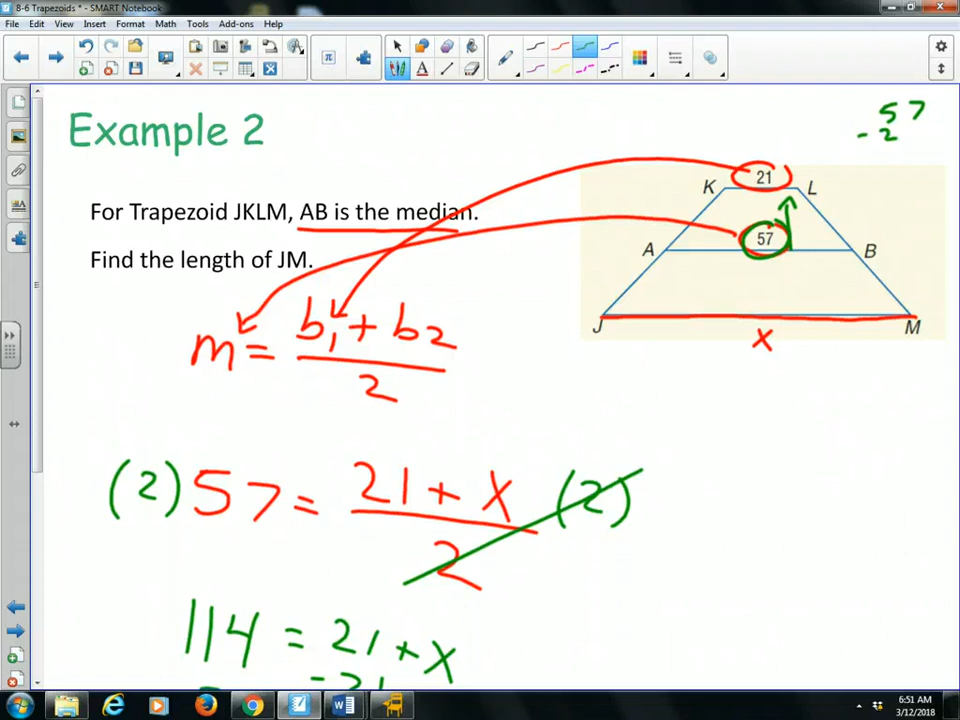 8-6 Trapezoids * - SMART Notebook
File Edit View Insert Format Math Tools Add-ons Help
Example 2
57
- 2
For Trapezoid JKLM, AB is the median.
Find the length of JM.
K 21 L
A 57 B
J M
x
m = b1 + b2
2
(2) 57 = 21 + x (2)
2
114 = 21 + x
-21
6:51 AM
3/12/2018